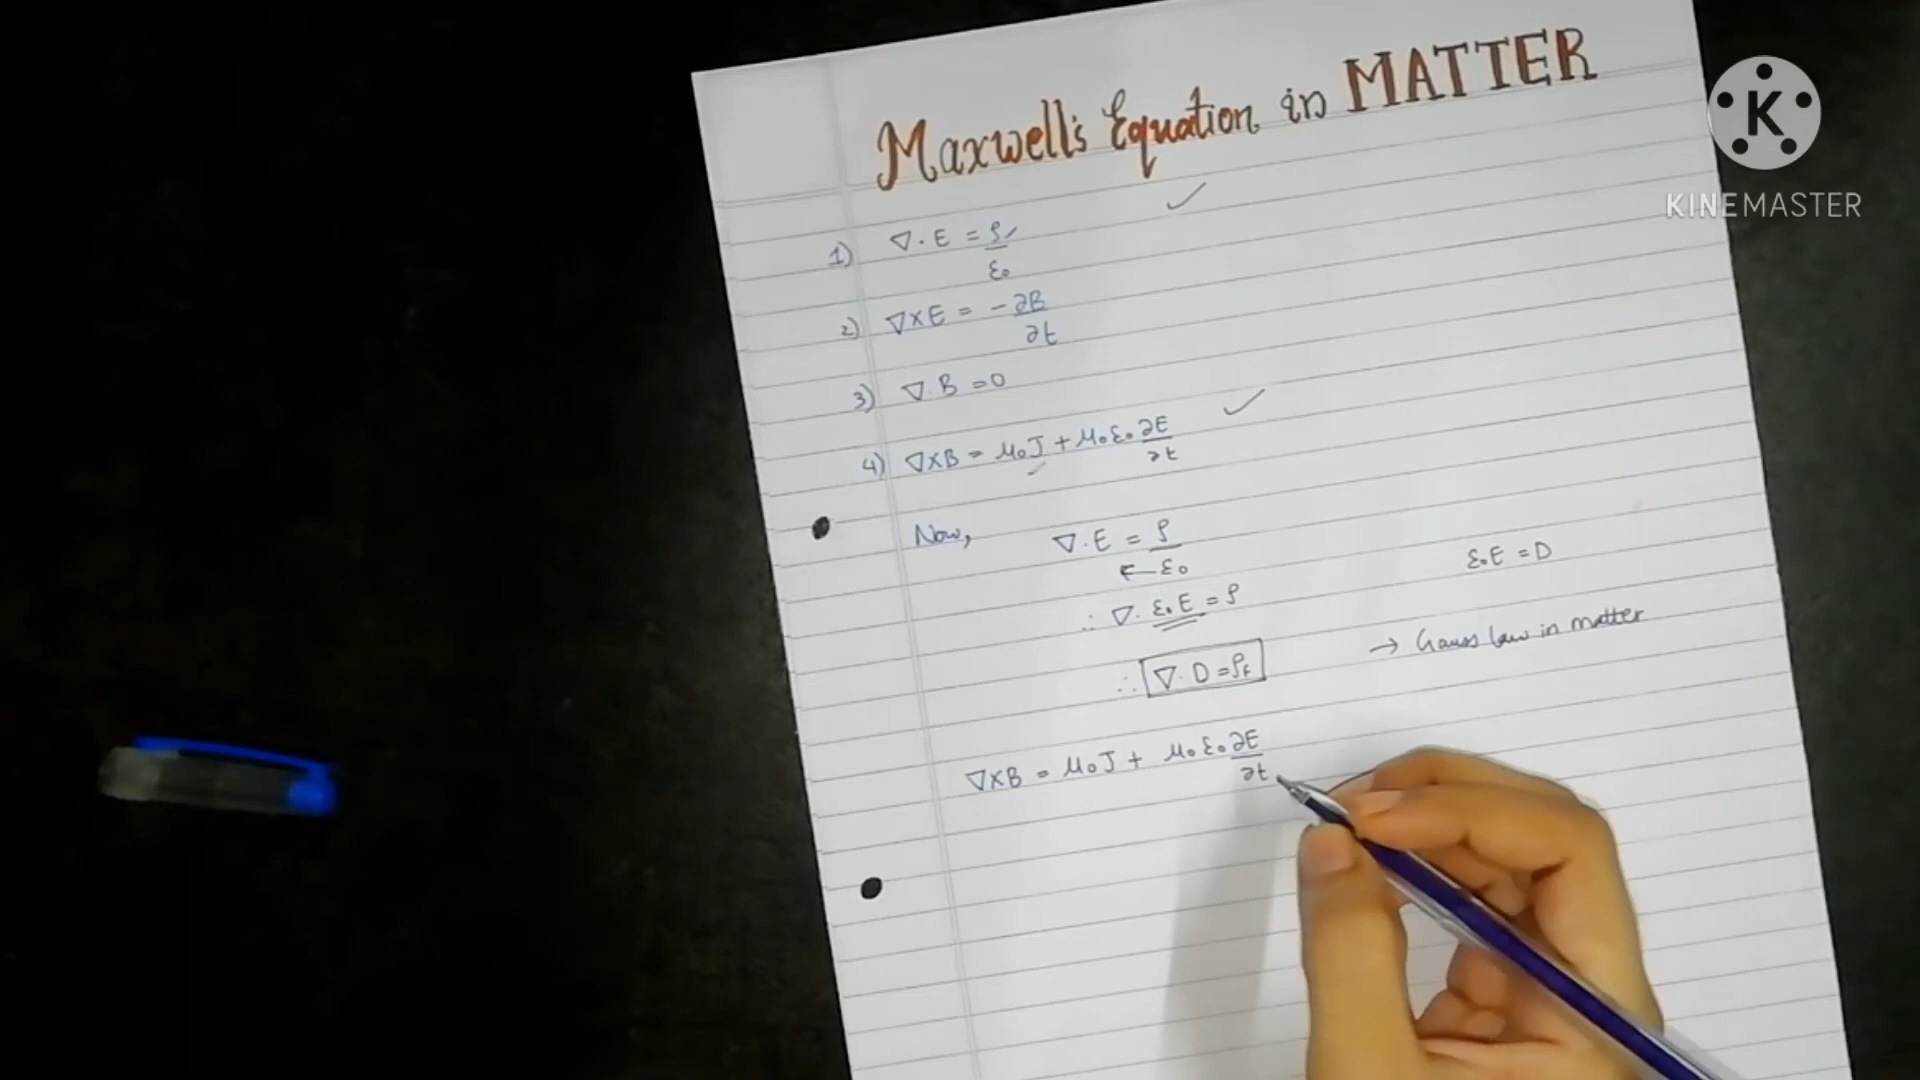 Maxwell's Equation in MATTER
K
KINEMASTER
1) ∇·E = ρ/ε₀
2) ∇×E = -∂B/∂t
3) ∇·B = 0
4) ∇×B = μ₀J + μ₀ε₀ ∂E/∂t
Now, ∇·E = ρ/ε₀
ε₀E = D
∴ ∇·ε₀E = ρ
∴ ∇·D = ρf → Gauss law in matter
∇×B = μ₀J + μ₀ε₀ ∂E/∂t